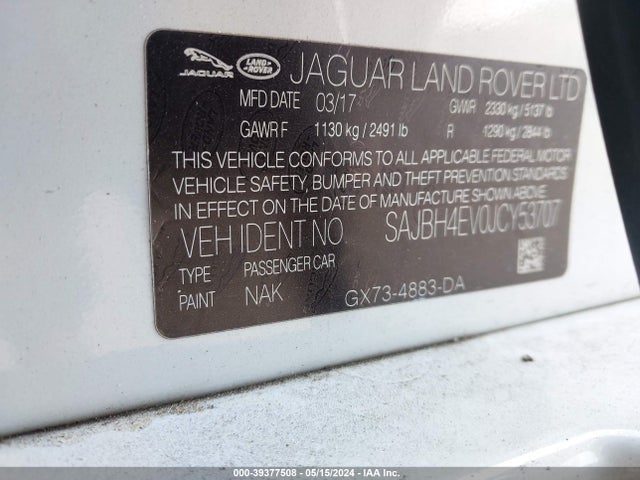 JAGUAR LAND ROVER JAGUAR LAND ROVER LTD
MFD DATE 03/17 GVWR 2330 kg / 5137 lb
GAWR F 1130 kg / 2491 lb R 1290 kg / 2844 lb
THIS VEHICLE CONFORMS TO ALL APPLICABLE FEDERAL MOTOR
VEHICLE SAFETY, BUMPER AND THEFT PREVENTION STANDARDS
IN EFFECT ON THE DATE OF MANUFACTURE SHOWN ABOVE
VEH IDENT NO. SAJBH4EV0JCY53707
TYPE PASSENGER CAR
PAINT NAK GX73-4883-DA
000-39377508 - 05/15/2024 - IAA Inc.